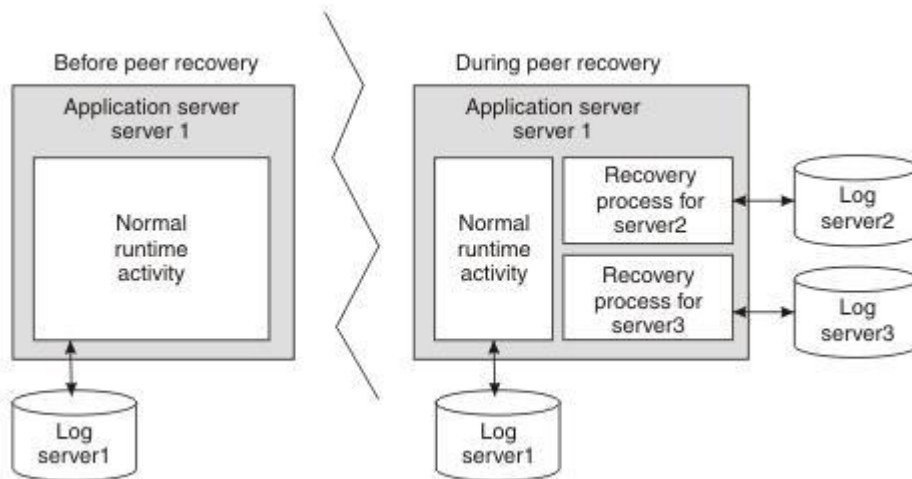 Before peer recovery
Application server
server 1
Normal
runtime
activity
Log
server1
During peer recovery
Application server
server 1
Normal
runtime
activity
Recovery
process for
server2
Recovery
process for
server3
Log
server2
Log
server3
Log
server1